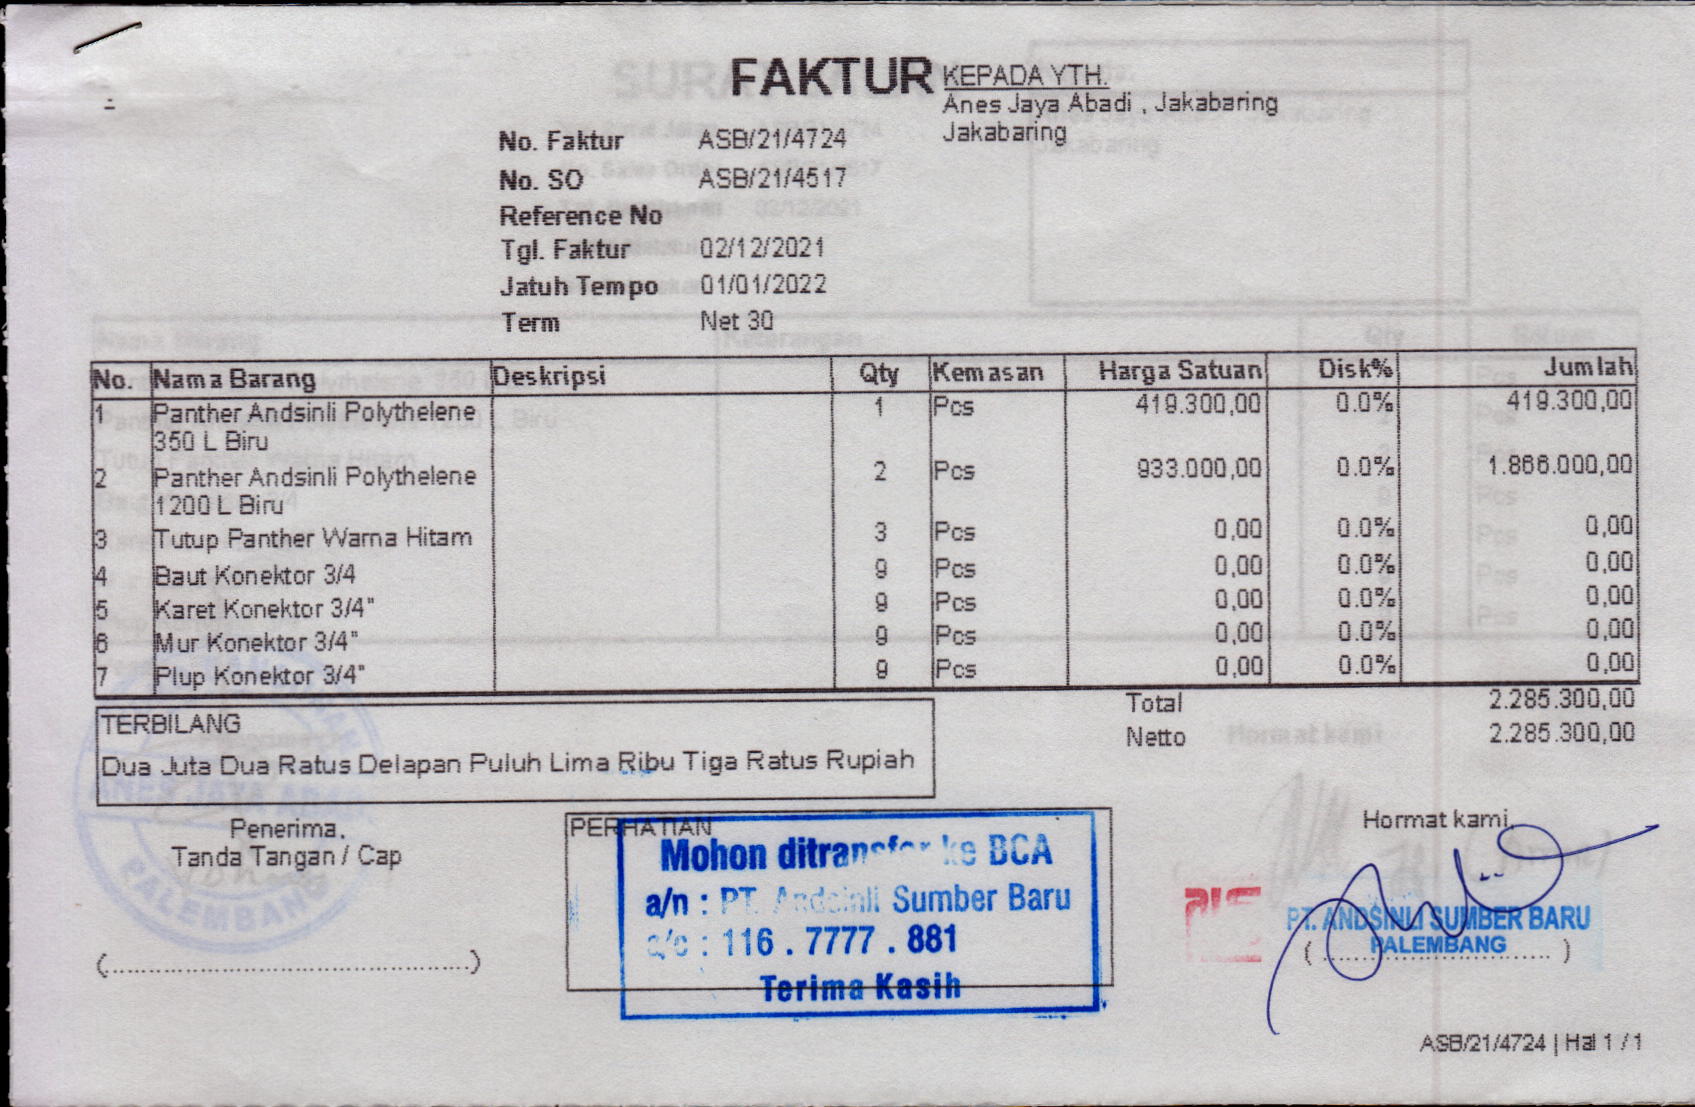 FAKTUR
KEPADA YTH.
Anes Jaya Abadi , Jakabaring
Jakabaring
No. Faktur ASB/21/4724
No. SO ASB/21/4517
Reference No
Tgl. Faktur 02/12/2021
Jatuh Tempo 01/01/2022
Term Net 30
No. Nama Barang Deskripsi Qty Kemasan Harga Satuan Disk% Jumlah
1 Panther Andsinli Polythelene 1 Pcs 419.300,00 0.0% 419.300,00
350 L Biru
2 Panther Andsinli Polythelene 2 Pcs 933.000,00 0.0% 1.866.000,00
1200 L Biru
3 Tutup Panther Warna Hitam 3 Pcs 0,00 0.0% 0,00
4 Baut Konektor 3/4 9 Pcs 0,00 0.0% 0,00
5 Karet Konektor 3/4" 9 Pcs 0,00 0.0% 0,00
6 Mur Konektor 3/4" 9 Pcs 0,00 0.0% 0,00
7 Plup Konektor 3/4" 9 Pcs 0,00 0.0% 0,00
Total 2.285.300,00
Netto 2.285.300,00
TERBILANG
Dua Juta Dua Ratus Delapan Puluh Lima Ribu Tiga Ratus Rupiah
Penerima,
Tanda Tangan / Cap
(............................................)
ANES JAYA ABADI
PALEMBANG
PERHATIAN
Mohon ditransfer ke BCA
a/n : PT. Andsinli Sumber Baru
a/c : 116 . 7777 . 881
Terima Kasih
Hormat kami,
PT. ANDSINLI SUMBER BARU
PALEMBANG
(............................)
ASB/21/4724 | Hal 1 / 1